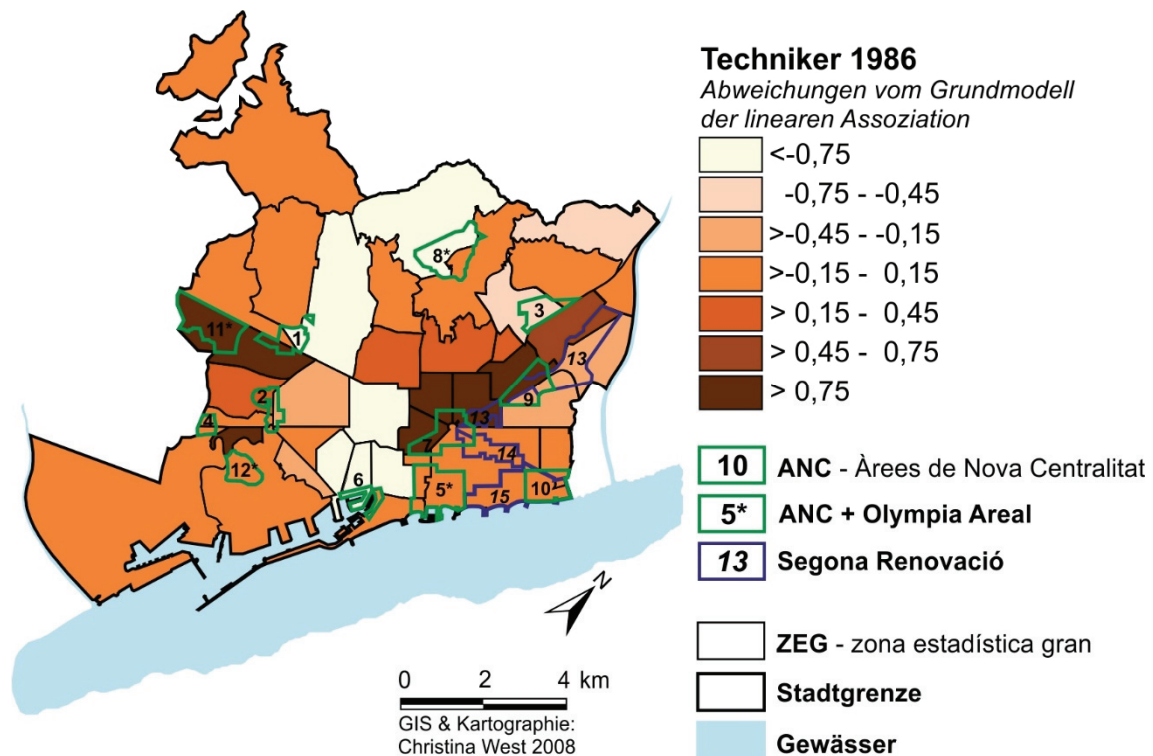 Techniker 1986
Abweichungen vom Grundmodell
der linearen Assoziation
<-0,75
-0,75 - -0,45
>-0,45 - -0,15
>-0,15 - 0,15
> 0,15 - 0,45
> 0,45 - 0,75
> 0,75
10 ANC - Àrees de Nova Centralitat
5* ANC + Olympia Areal
13 Segona Renovació
ZEG - zona estadística gran
Stadtgrenze
Gewässer
8*
3
11*
1
13
2
9
4
13
7
14
12*
6
5*
15
10
N
0 2 4 km
GIS & Kartographie:
Christina West 2008